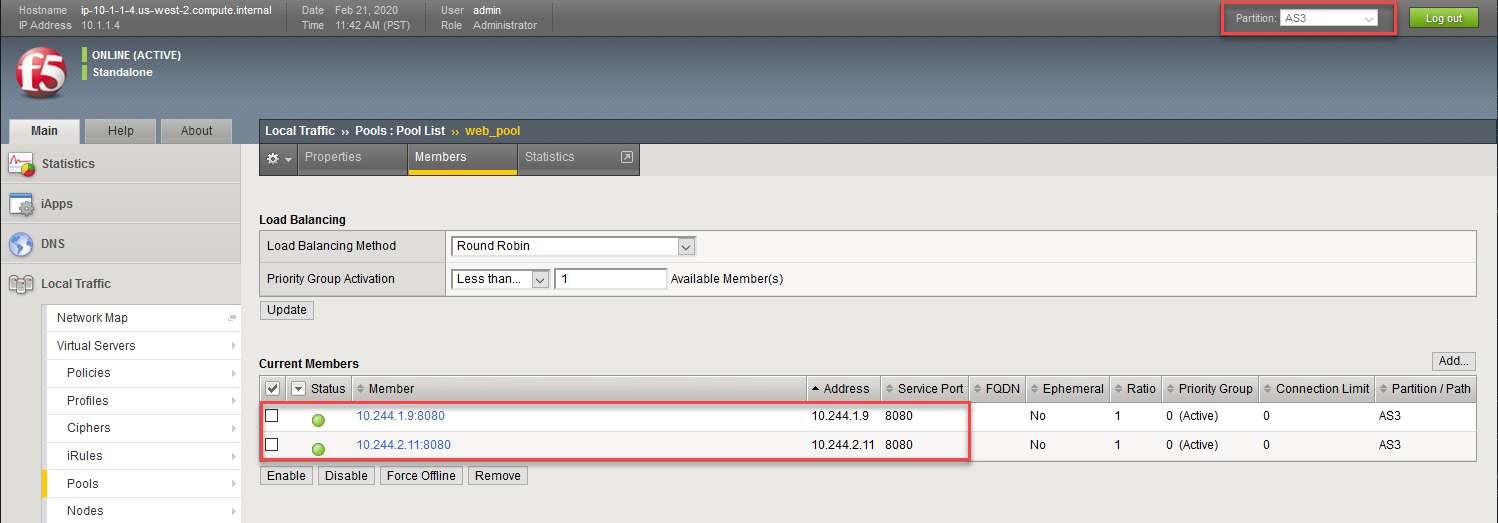 Hostname ip-10-1-1-4.us-west-2.compute.internal Date Feb 21, 2020 User admin Partition: AS3 Log out
IP Address 10.1.1.4 Time 11:42 AM (PST) Role Administrator
f5
ONLINE (ACTIVE)
Standalone
Main Help About
Local Traffic ›› Pools : Pool List ›› web_pool
Properties Members Statistics
Statistics
iApps
DNS
Local Traffic
Network Map
Virtual Servers
Policies
Profiles
Ciphers
iRules
Pools
Nodes
Load Balancing
Load Balancing Method Round Robin
Priority Group Activation Less than... 1 Available Member(s)
Update
Current Members Add...
Status Member Address Service Port FQDN Ephemeral Ratio Priority Group Connection Limit Partition / Path
10.244.1.9:8080 10.244.1.9 8080 No 1 0 (Active) 0 AS3
10.244.2.11:8080 10.244.2.11 8080 No 1 0 (Active) 0 AS3
Enable Disable Force Offline Remove